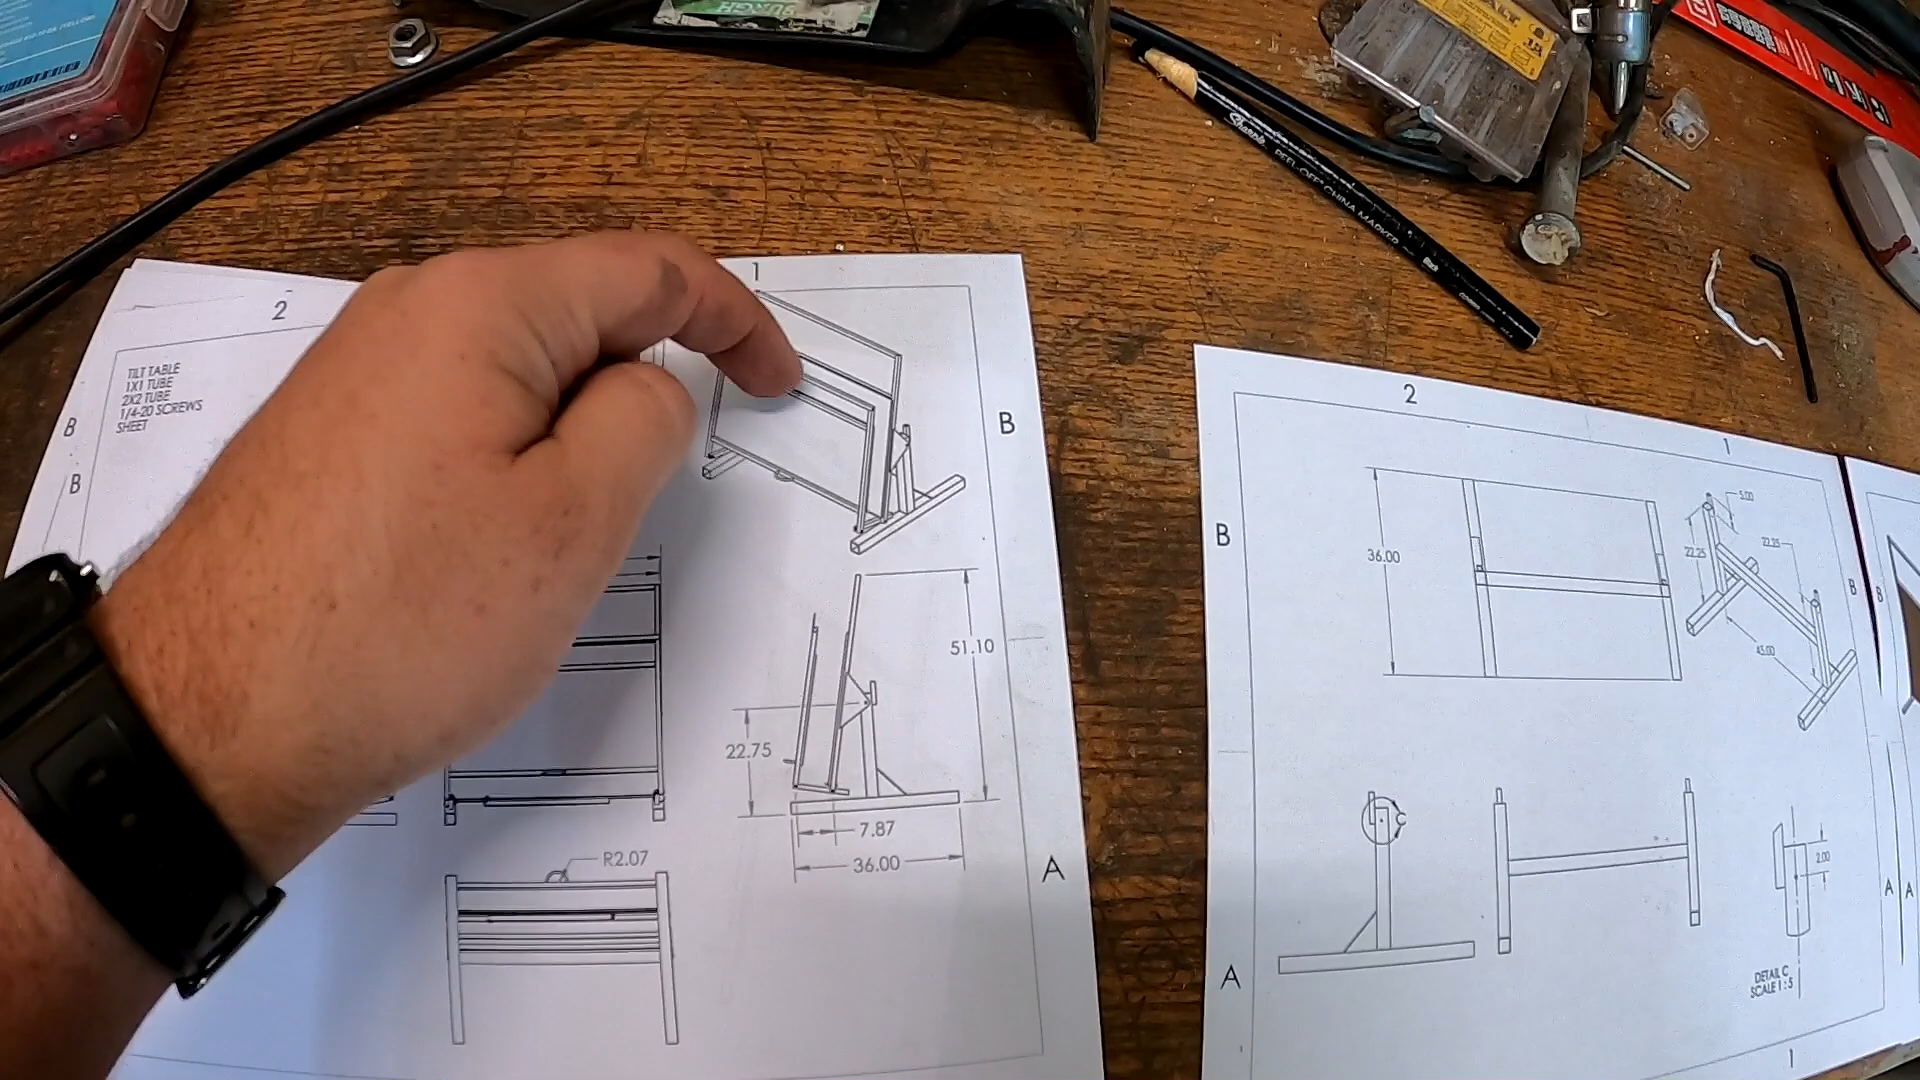 Sharpie
PEEL-OFF CHINA MARKER
Black
2
1
TILT TABLE
1X1 TUBE
2X2 TUBE
1/4-20 SCREWS
SHEET
B
B
B
51.10
22.75
7.87
36.00
R2.07
A
2
1
B
36.00
5.00
22.25
22.25
45.00
B
B
C
2.00
A
A
A
DETAIL C
SCALE 1 : 5
1